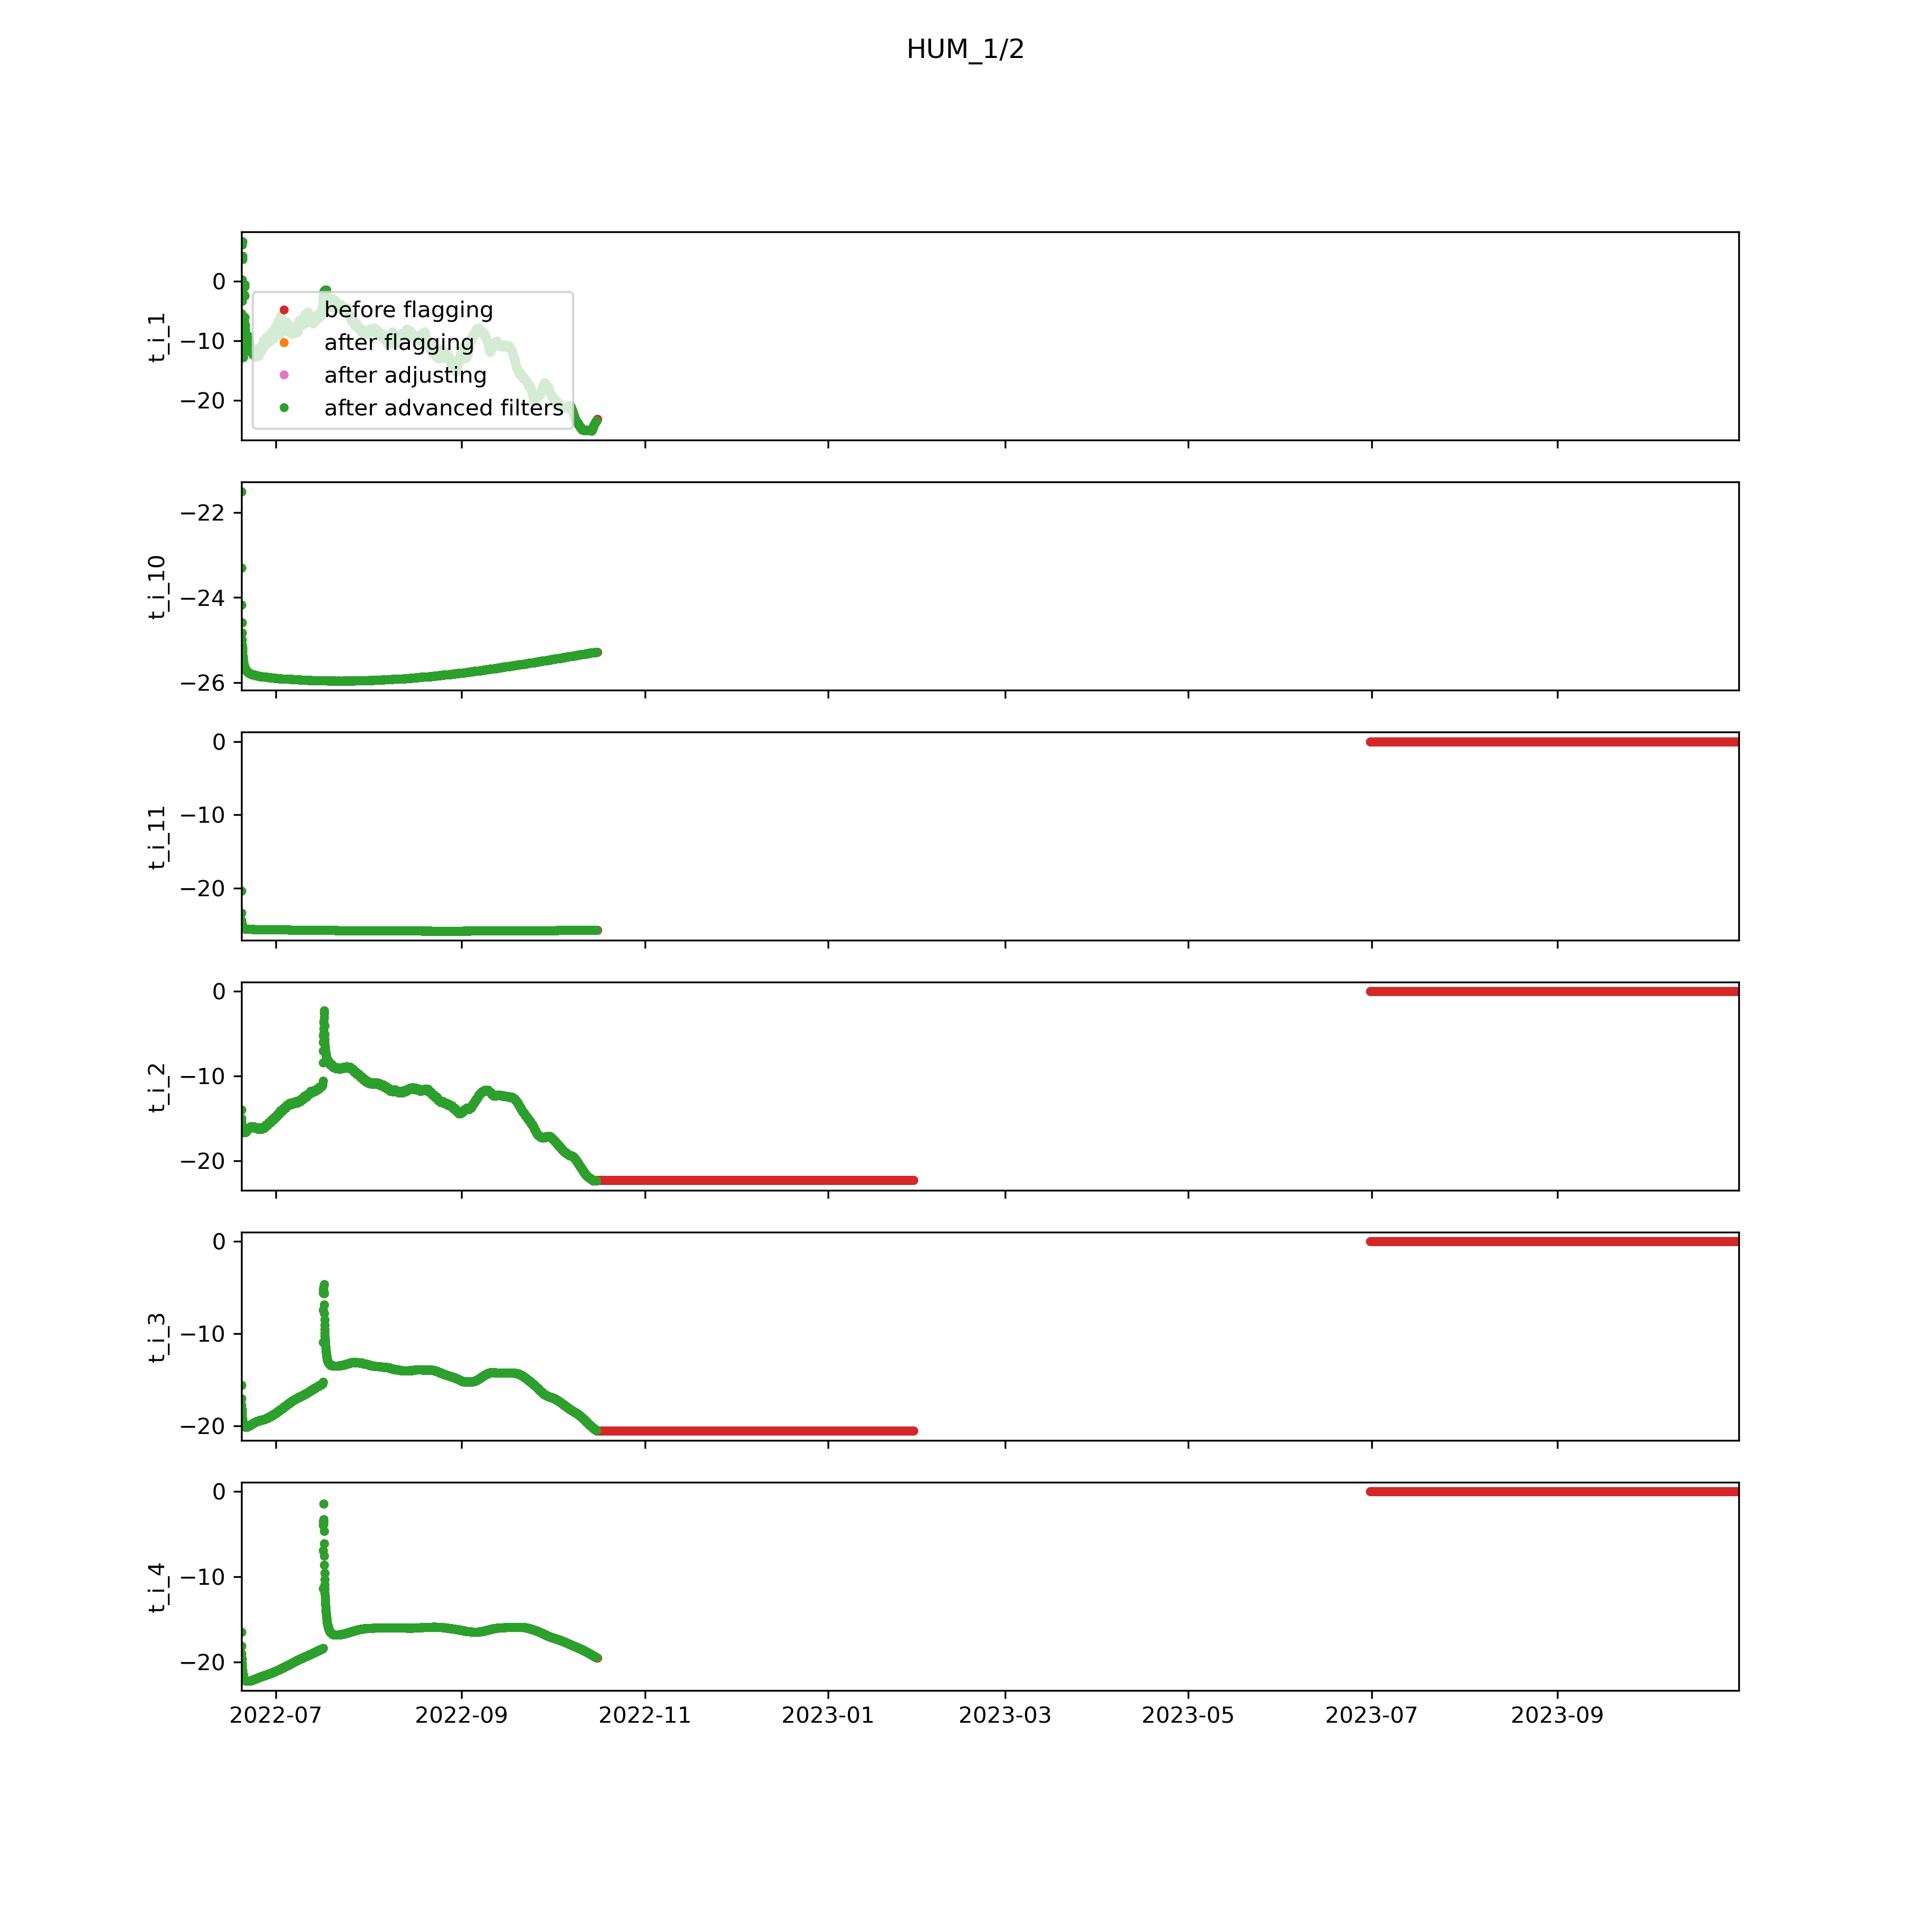 HUM_1/2
t_i_1
0
−10
−20
before flagging
after flagging
after adjusting
after advanced filters
t_i_10
−22
−24
−26
t_i_11
0
−10
−20
t_i_2
0
−10
−20
t_i_3
0
−10
−20
t_i_4
0
−10
−20
2022-07 2022-09 2022-11 2023-01 2023-03 2023-05 2023-07 2023-09